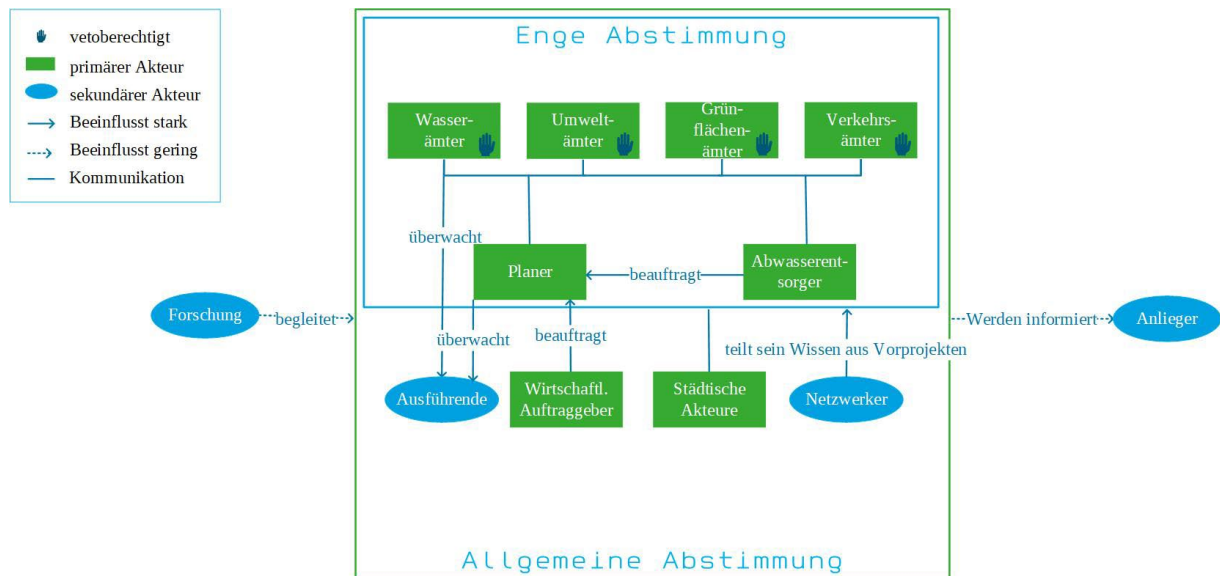 vetoberechtigt
primärer Akteur
sekundärer Akteur
Beeinflusst stark
Beeinflusst gering
Kommunikation
Enge Abstimmung
Wasser-
ämter
Umwelt-
ämter
Grün-
flächen-
ämter
Verkehrs-
ämter
überwacht
Planer
beauftragt
Abwasserent-
sorger
Forschung
begleitet
überwacht
beauftragt
teilt sein Wissen aus Vorprojekten
Werden informiert
Anlieger
Ausführende
Wirtschaftl.
Auftraggeber
Städtische
Akteure
Netzwerker
Allgemeine Abstimmung